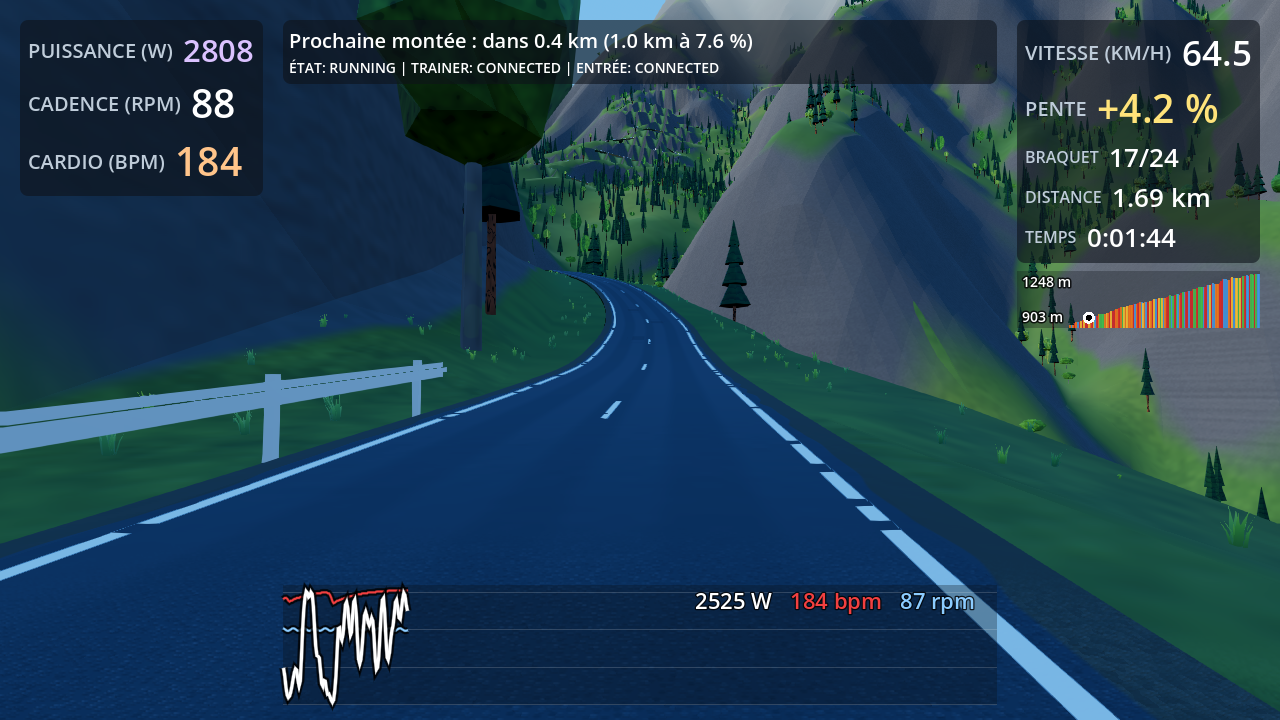 PUISSANCE (W) 2808
CADENCE (RPM) 88
CARDIO (BPM) 184
Prochaine montée : dans 0.4 km (1.0 km à 7.6 %)
ÉTAT: RUNNING | TRAINER: CONNECTED | ENTRÉE: CONNECTED
VITESSE (KM/H) 64.5
PENTE +4.2 %
BRAQUET 17/24
DISTANCE 1.69 km
TEMPS 0:01:44
1248 m
903 m
2525 W 184 bpm 87 rpm